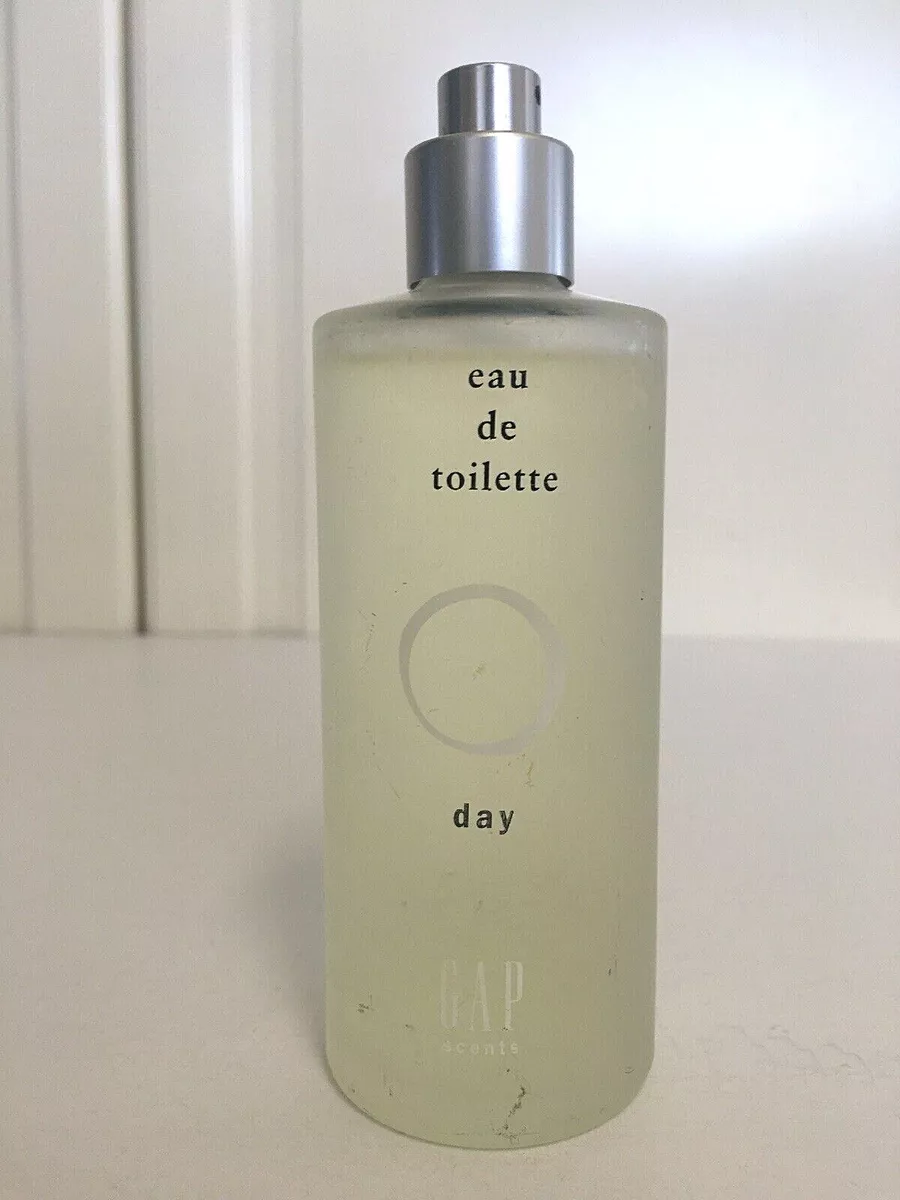 eau
de
toilette
day
GAP
scents